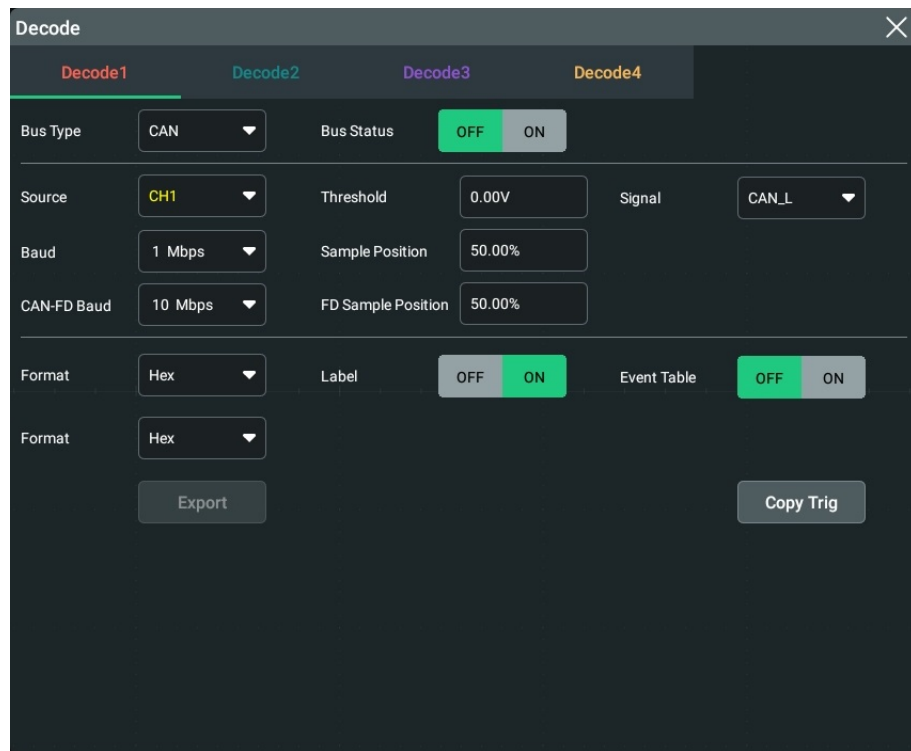 Decode
Decode1 Decode2 Decode3 Decode4
Bus Type CAN Bus Status OFF ON
Source CH1 Threshold 0.00V Signal CAN_L
Baud 1 Mbps Sample Position 50.00%
CAN-FD Baud 10 Mbps FD Sample Position 50.00%
Format Hex Label OFF ON Event Table OFF ON
Format Hex
Export Copy Trig